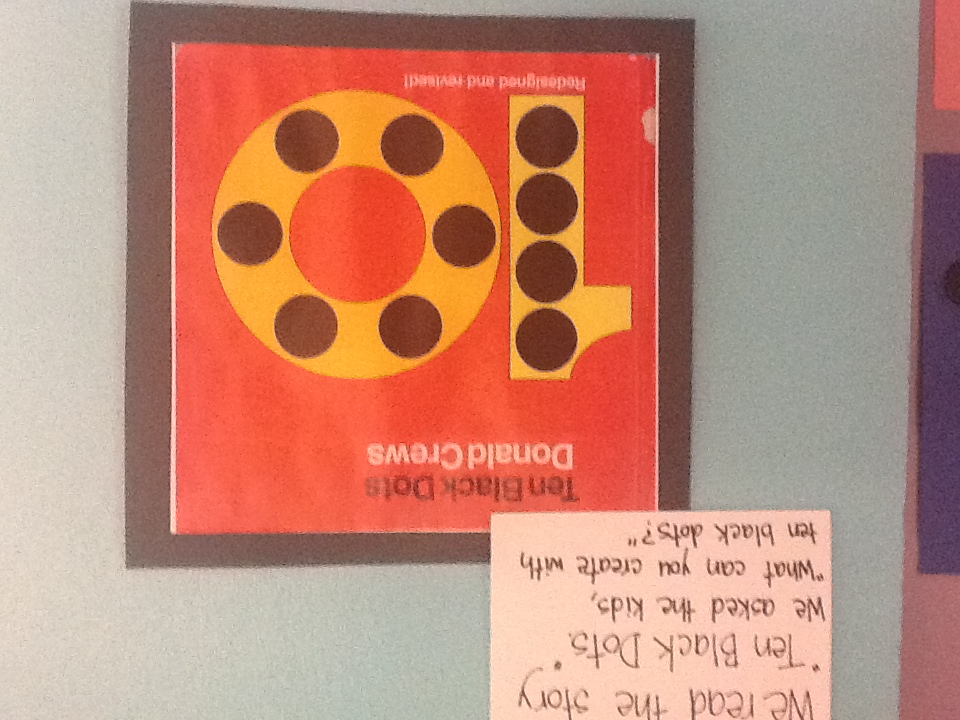 We read the story
"Ten Black Dots."
We asked the kids,
"what can you create with
ten black dots?"
Ten Black Dots
Donald Crews
10
Redesigned and revised!